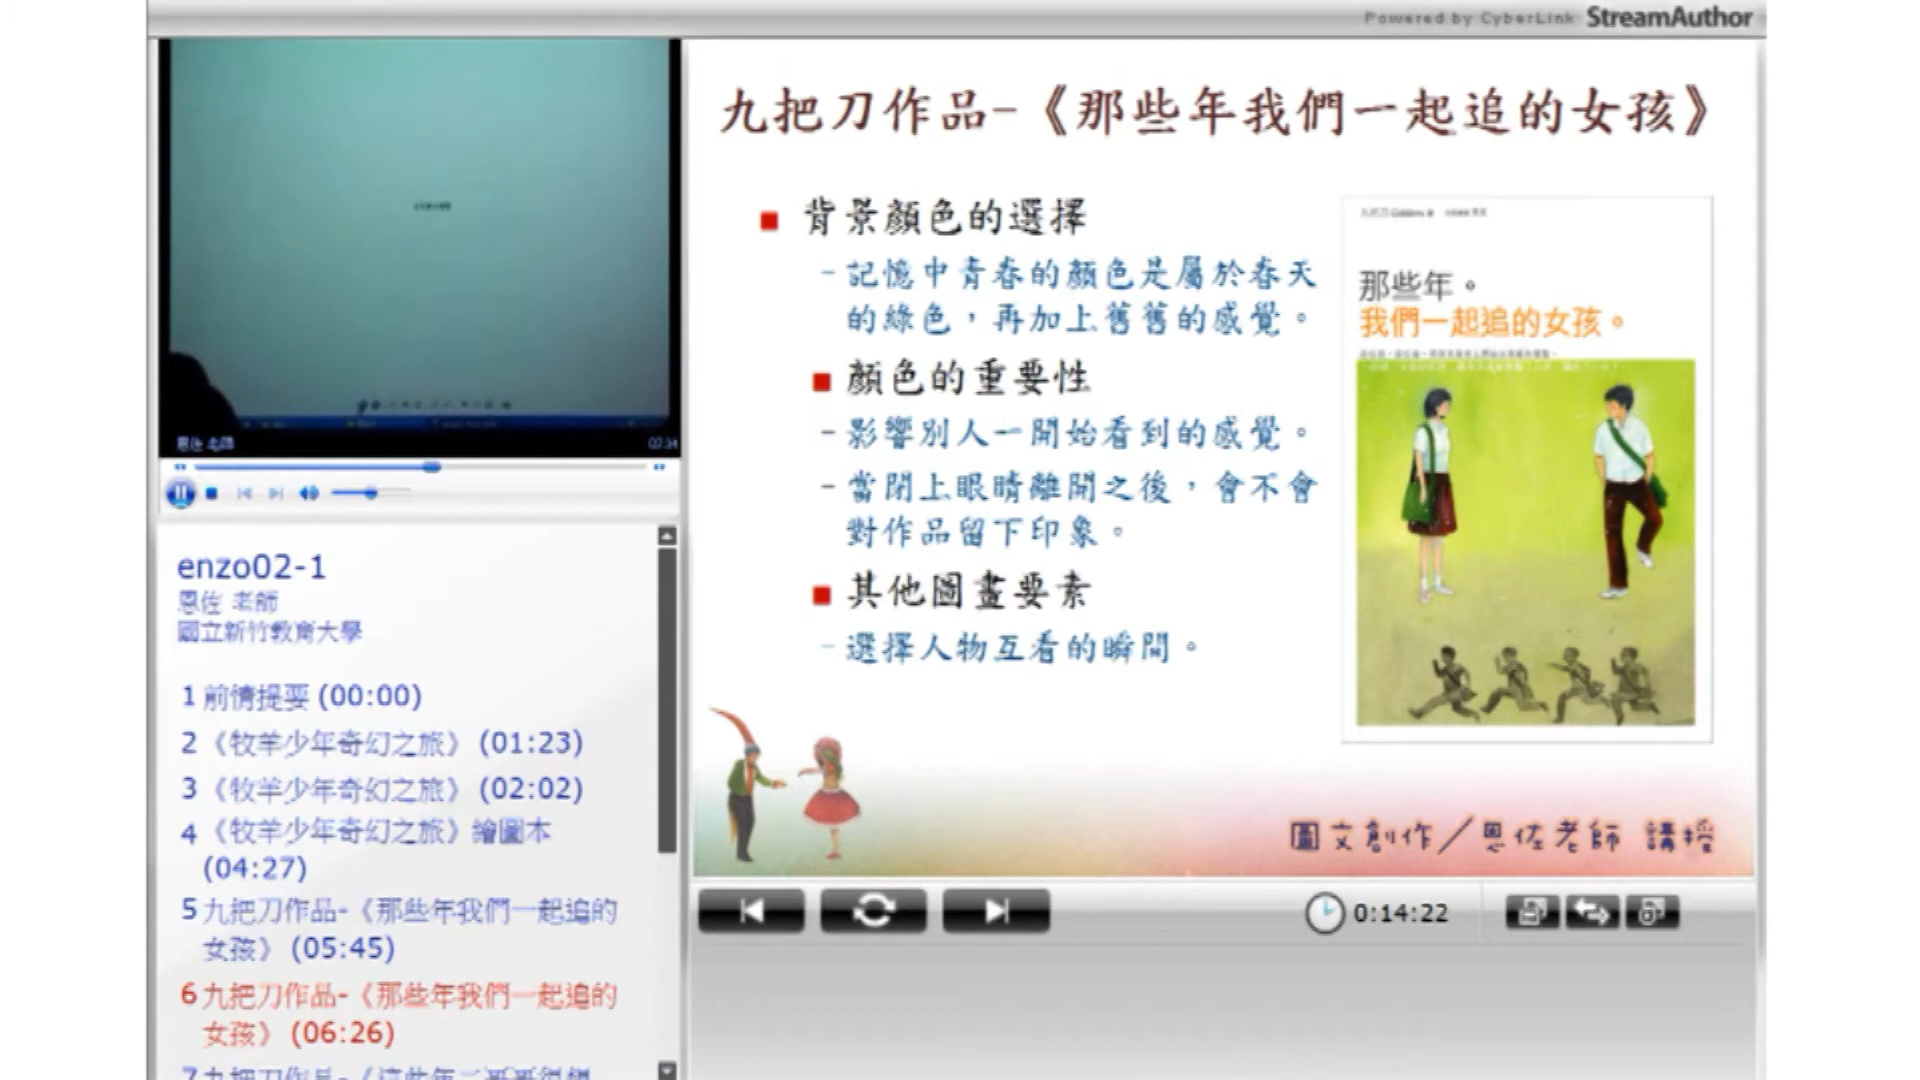 Powered by CyberLink StreamAuthor
九把刀作品-《那些年我們一起追的女孩》
背景顏色的選擇
-記憶中青春的顏色是屬於春天
的綠色，再加上舊舊的感覺。
顏色的重要性
-影響別人一開始看到的感覺。
-當閉上眼睛離開之後，會不會
對作品留下印象。
其他圖畫要素
-選擇人物互看的瞬間。
那些年。
我們一起追的女孩。
圖文創作／恩佐老師 講授
恩佐 老師
enzo02-1
恩佐 老師
國立新竹教育大學
1 前情提要 (00:00)
2 《牧羊少年奇幻之旅》 (01:23)
3 《牧羊少年奇幻之旅》 (02:02)
4 《牧羊少年奇幻之旅》繪圖本
(04:27)
5 九把刀作品-《那些年我們一起追的
女孩》 (05:45)
6 九把刀作品-《那些年我們一起追的
女孩》 (06:26)
0:14:22